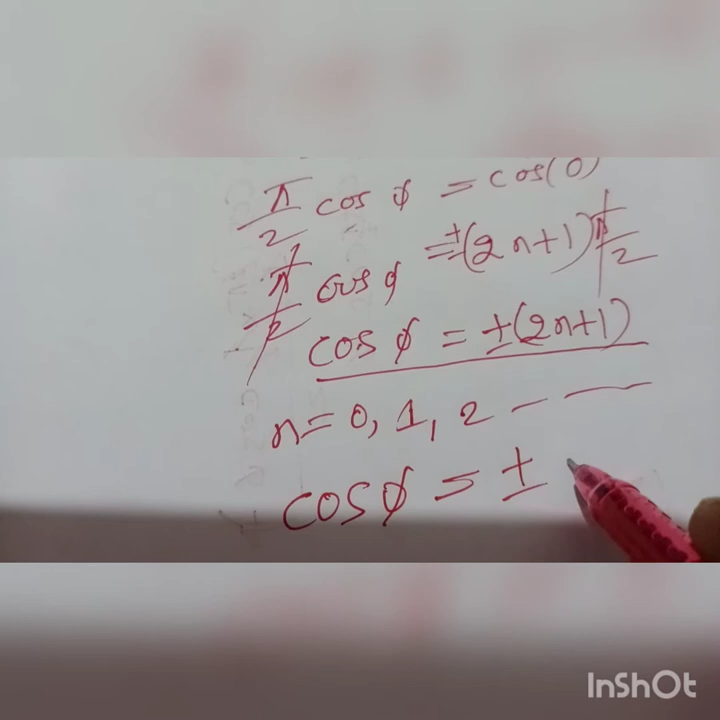 π/2 cos φ = cos(0)
π/2 cos φ = ±(2n+1)π/2
cos φ = ±(2n+1)
n = 0, 1, 2 - —
cos φ = ±
InShOt